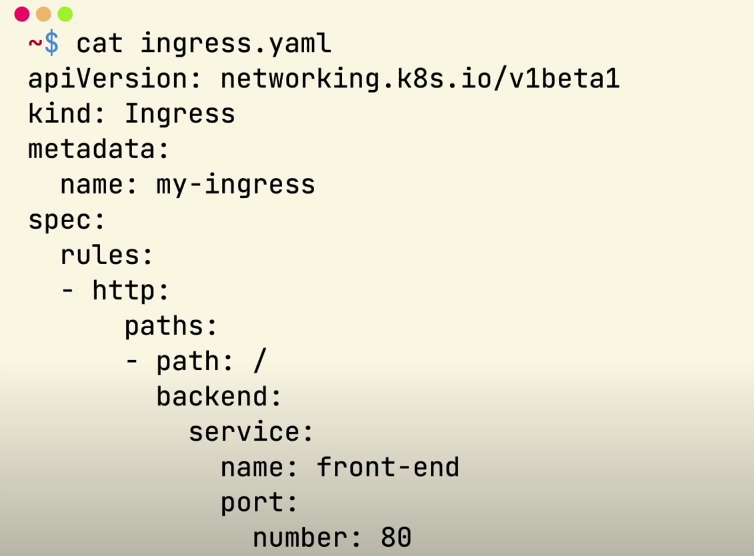 ~$ cat ingress.yaml
apiVersion: networking.k8s.io/v1beta1
kind: Ingress
metadata:
  name: my-ingress
spec:
  rules:
  - http:
      paths:
      - path: /
        backend:
          service:
            name: front-end
            port:
              number: 80